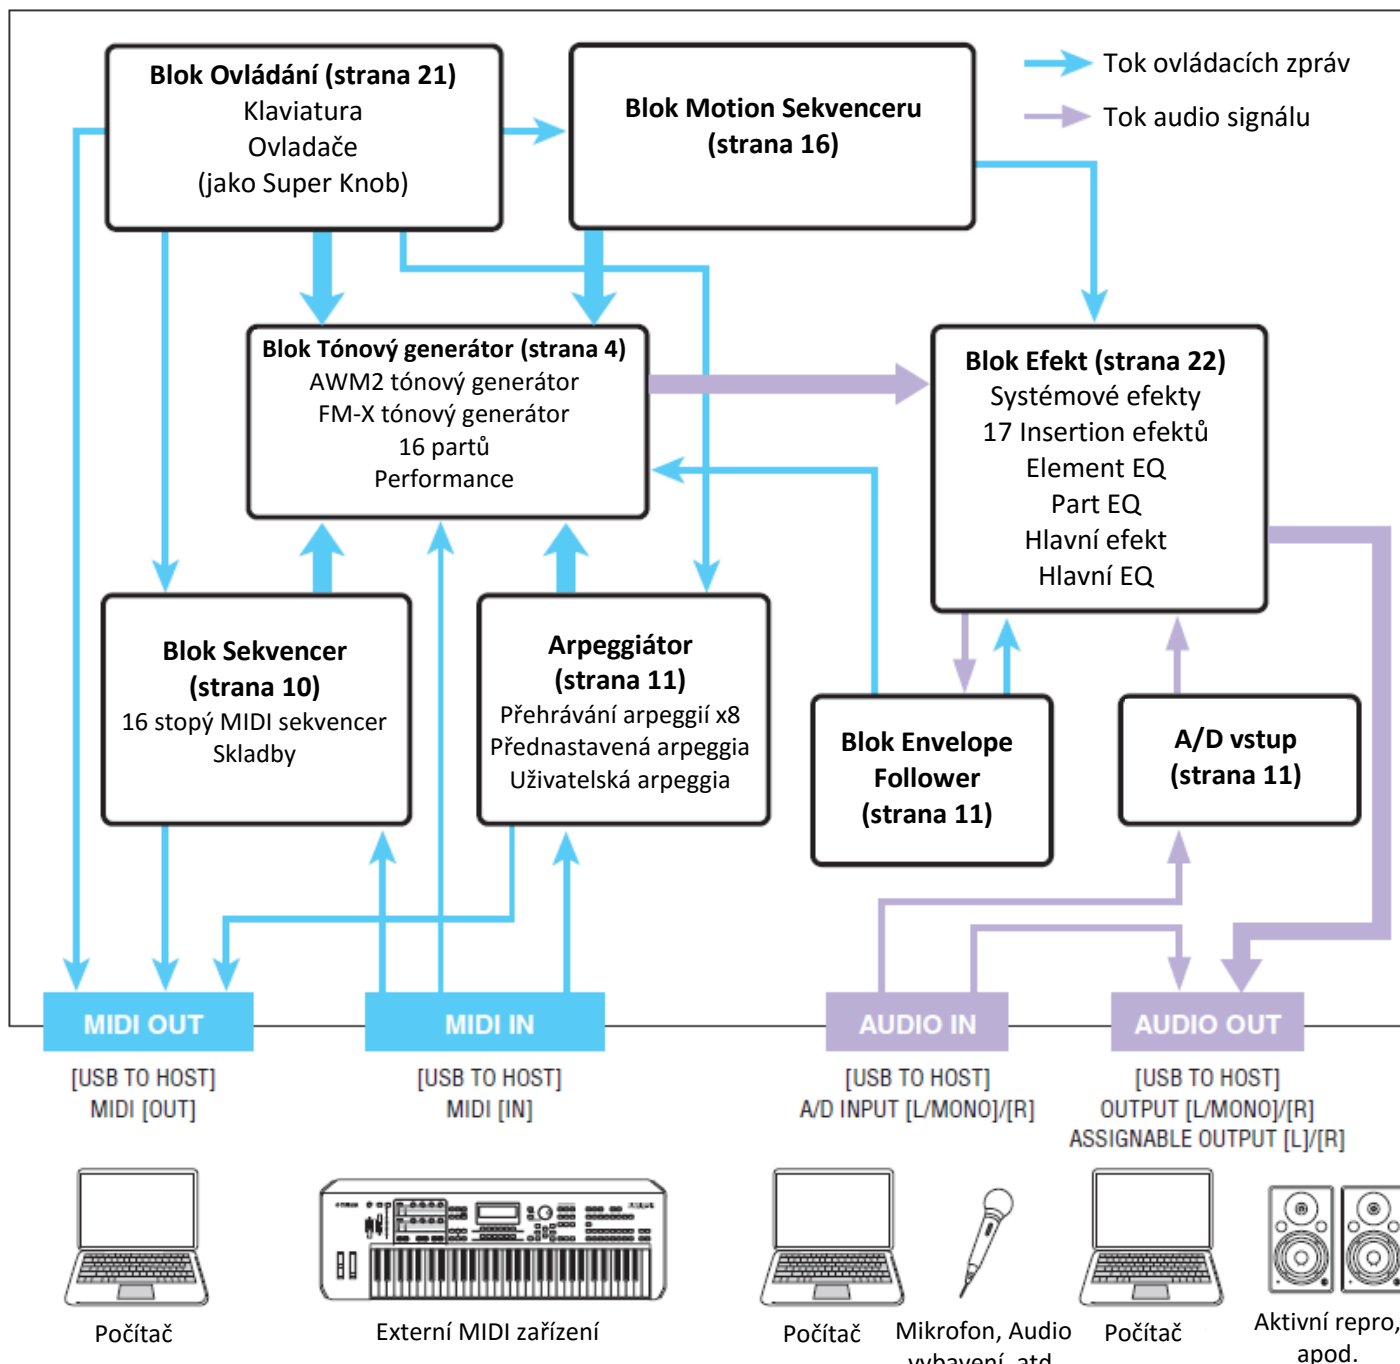 Blok Ovládání (strana 21)
Klaviatura
Ovladače
(jako Super Knob)
Blok Motion Sekvenceru
(strana 16)
Tok ovládacích zpráv
Tok audio signálu
Blok Tónový generátor (strana 4)
AWM2 tónový generátor
FM-X tónový generátor
16 partů
Performance
Blok Efekt (strana 22)
Systémové efekty
17 Insertion efektů
Element EQ
Part EQ
Hlavní efekt
Hlavní EQ
Blok Sekvencer
(strana 10)
16 stopý MIDI sekvencer
Skladby
Arpeggiátor
(strana 11)
Přehrávání arpeggií x8
Přednastavená arpeggia
Uživatelská arpeggia
Blok Envelope
Follower
(strana 11)
A/D vstup
(strana 11)
MIDI OUT
MIDI IN
AUDIO IN
AUDIO OUT
[USB TO HOST]
MIDI [OUT]
[USB TO HOST]
MIDI [IN]
[USB TO HOST]
A/D INPUT [L/MONO]/[R]
[USB TO HOST]
OUTPUT [L/MONO]/[R]
ASSIGNABLE OUTPUT [L]/[R]
Počítač
Externí MIDI zařízení
Počítač
Mikrofon, Audio
vybavení, atd
Počítač
Aktivní repro,
apod.